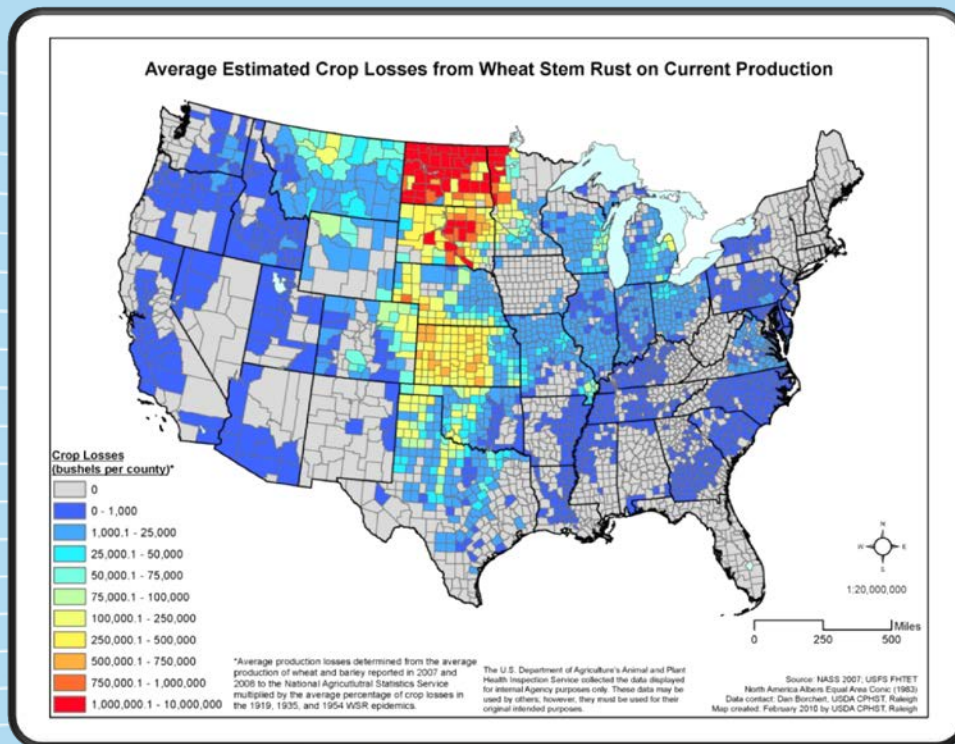 Average Estimated Crop Losses from Wheat Stem Rust on Current Production
Crop Losses
(bushels per county)*
0
0 - 1,000
1,000.1 - 25,000
25,000.1 - 50,000
50,000.1 - 75,000
75,000.1 - 100,000
100,000.1 - 250,000
250,000.1 - 500,000
500,000.1 - 750,000
750,000.1 - 1,000,000
1,000,000.1 - 10,000,000
*Average production losses determined from the average
production of wheat and barley reported in 2007 and
2006 to the National Agricultutral Statistics Service
multiplied by the average percentage of crop losses in
the 1919, 1935, and 1954 WSR epidemics.
The U.S. Department of Agriculture's Animal and Plant
Health Inspection Service collected the data displayed
for internal Agency purposes only. These data may be
used by others; however, they must be used for their
original intended purposes.
N
W E
S
1:20,000,000
Miles
0 250 500
Source: NASS 2007; USFS FHTET
North America Albers Equal Area Conic (1983)
Data contact: Dan Borchert, USDA CPHST, Raleigh
Map created: February 2010 by USDA CPHST, Raleigh